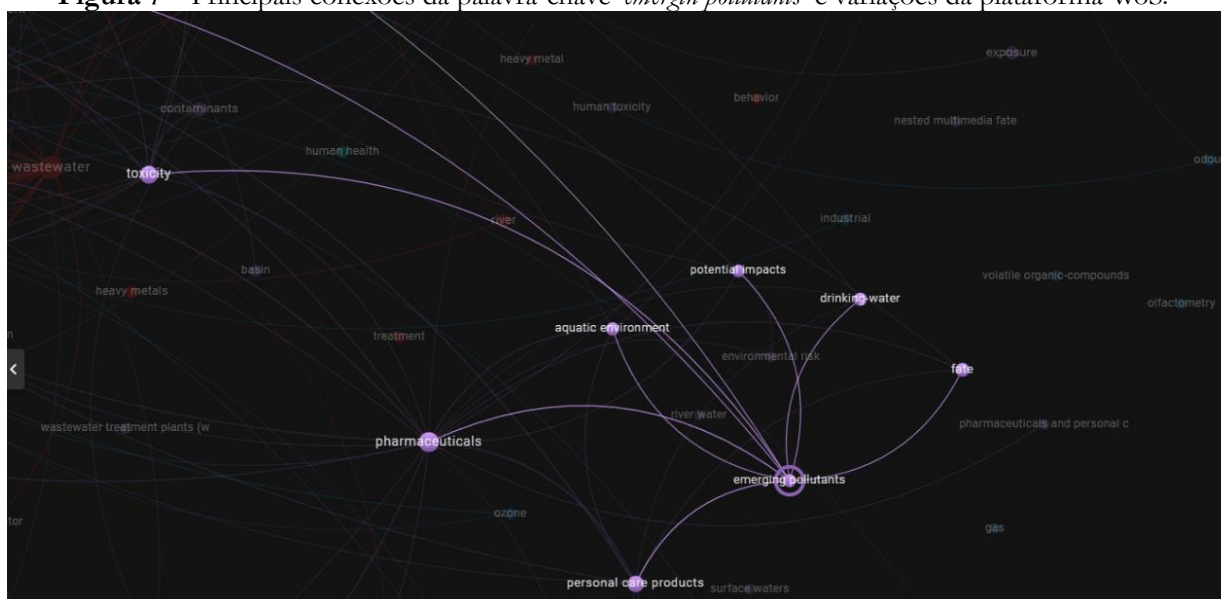 Figura 7 – Principais conexões da palavra-chave "emergin pollutants" e variações da plataforma WoS.
heavy metal
exposure
behavior
contaminants
human toxicity
nested multimedia fate
human health
wastewater
toxicity
odou
river
industrial
basin
potential impacts
volatile organic-compounds
heavy metals
drinking-water
olfactometry
aquatic environment
treatment
n
environmental risk
fate
river water
wastewater treatment plants (w
pharmaceuticals and personal c
pharmaceuticals
emerging pollutants
ozone
tor
gas
personal care products
surface waters